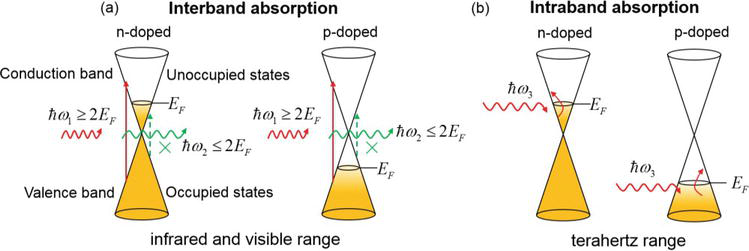 (a) Interband absorption
n-doped
p-doped
Conduction band
Unoccupied states
E_F
ħω₁ ≥ 2E_F
ħω₁ ≥ 2E_F
ħω₂ ≤ 2E_F
ħω₂ ≤ 2E_F
E_F
Valence band
Occupied states
infrared and visible range
(b) Intraband absorption
n-doped
p-doped
ħω₃
E_F
ħω₃
E_F
terahertz range